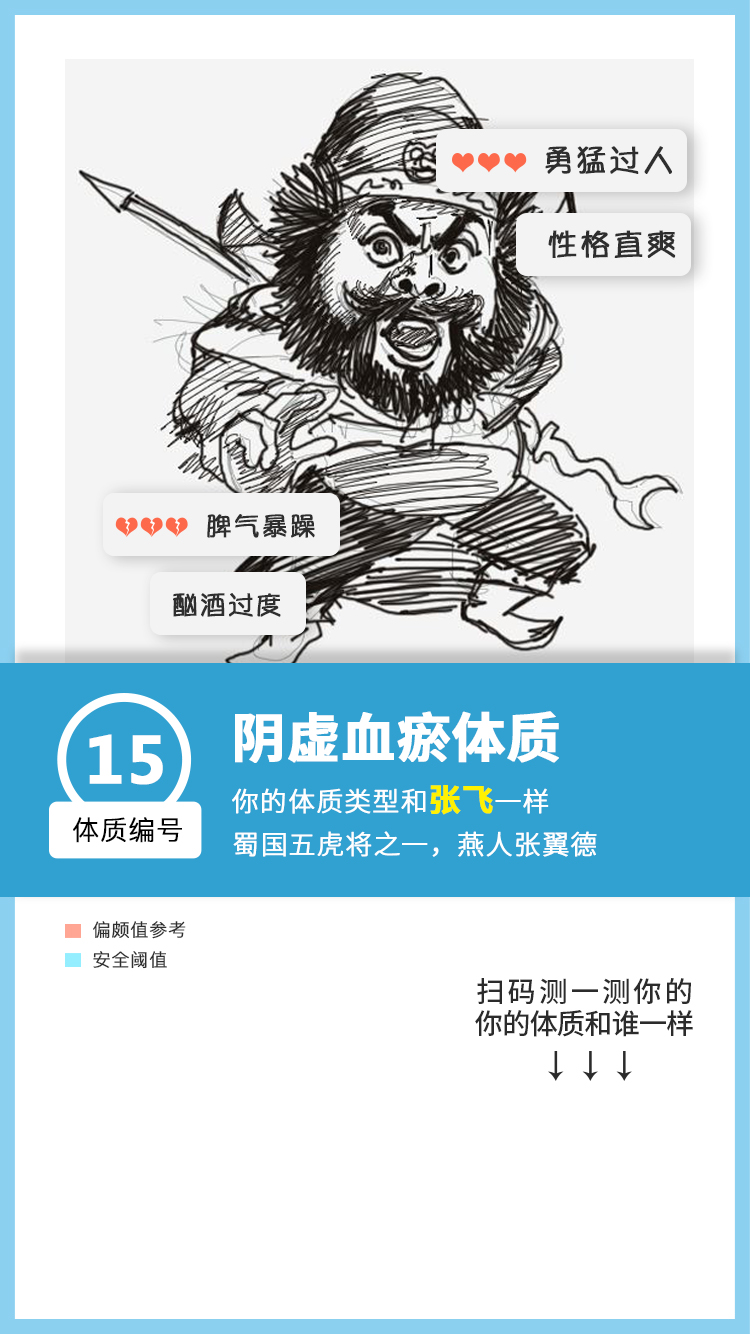 勇猛过人
性格直爽
脾气暴躁
酗酒过度
15
体质编号
阴虚血瘀体质
你的体质类型和张飞一样
蜀国五虎将之一，燕人张翼德
偏颇值参考
安全阈值
扫码测一测你的
你的体质和谁一样
↓↓↓